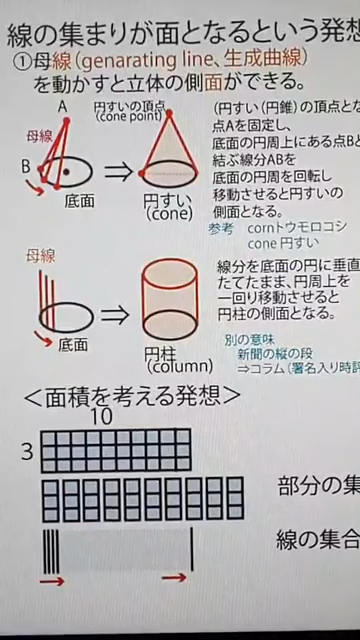 線の集まりが面となるという発想
①母線(genarating line、生成曲線)
を動かすと立体の側面ができる。
A
円すいの頂点
(cone point)
母線
B
底面
円すい
(cone)
(円すい(円錐)の頂点とな
点Aを固定し、
底面の円周上にある点Bと
結ぶ線分ABを
底面の円周を回転し
移動させると円すいの
側面となる。
参考 cornトウモロコシ
cone 円すい
母線
底面
円柱
(column)
線分を底面の円に垂直
たてたまま、円周上を
一回り移動させると
円柱の側面となる。
別の意味
新聞の縦の段
⇒コラム(署名入り時評
<面積を考える発想>
10
3
部分の集
線の集合